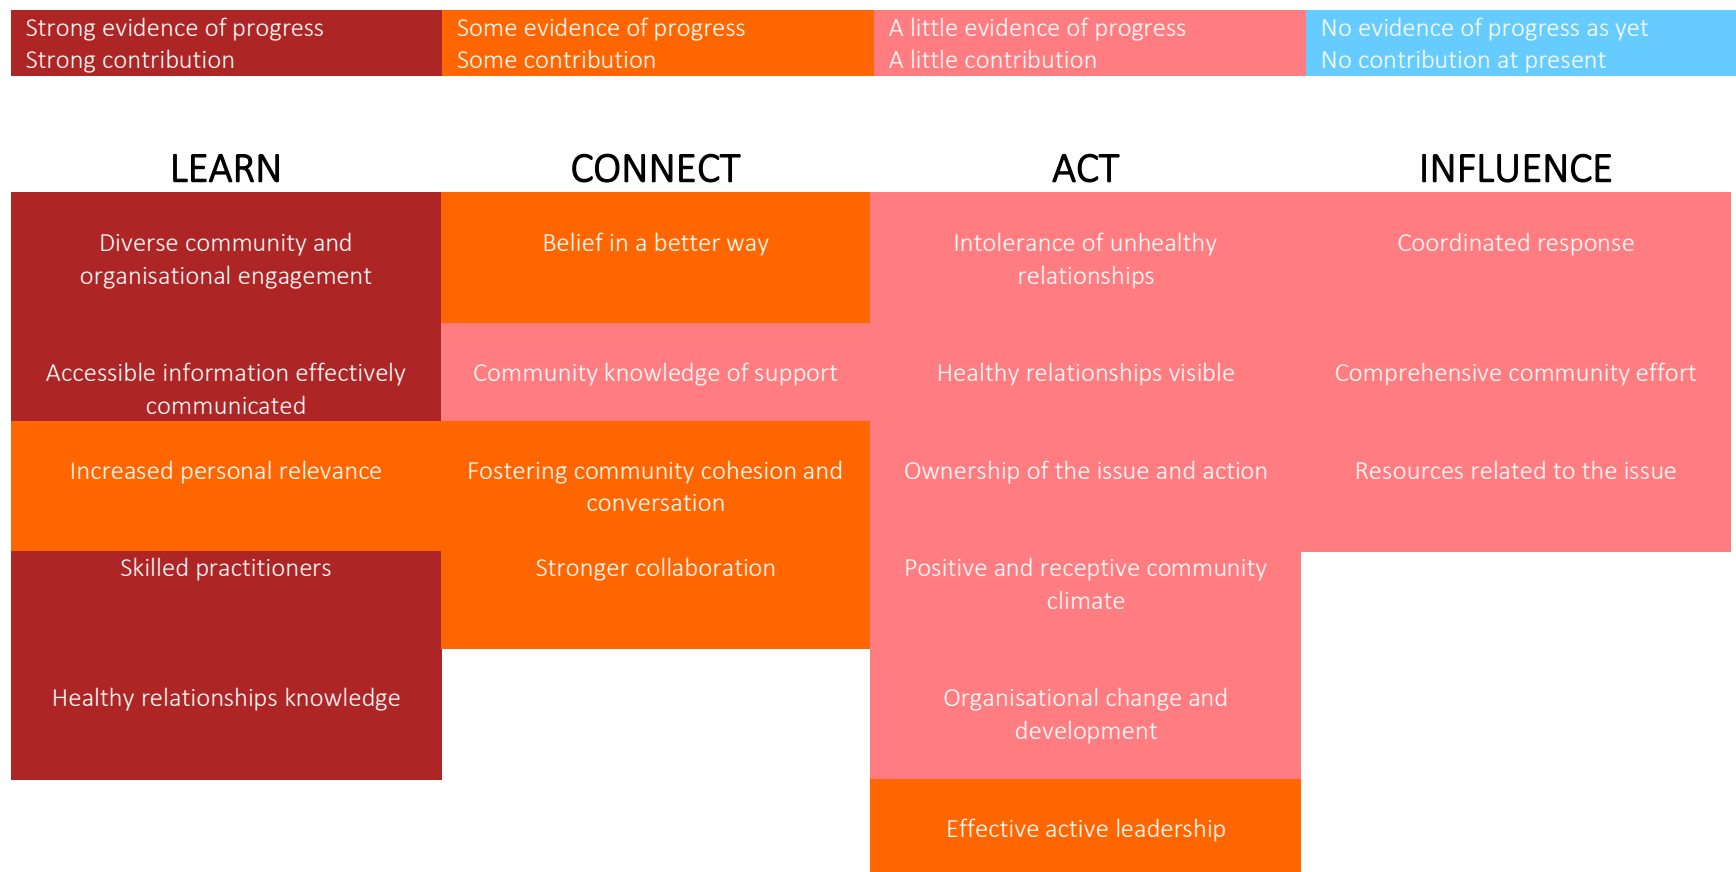 Strong evidence of progress
Strong contribution
Some evidence of progress
Some contribution
A little evidence of progress
A little contribution
No evidence of progress as yet
No contribution at present
LEARN
CONNECT
ACT
INFLUENCE
Diverse community and
organisational engagement
Belief in a better way
Intolerance of unhealthy
relationships
Coordinated response
Accessible information effectively
communicated
Community knowledge of support
Healthy relationships visible
Comprehensive community effort
Increased personal relevance
Fostering community cohesion and
conversation
Ownership of the issue and action
Resources related to the issue
Skilled practitioners
Stronger collaboration
Positive and receptive community
climate
Healthy relationships knowledge
Organisational change and
development
Effective active leadership